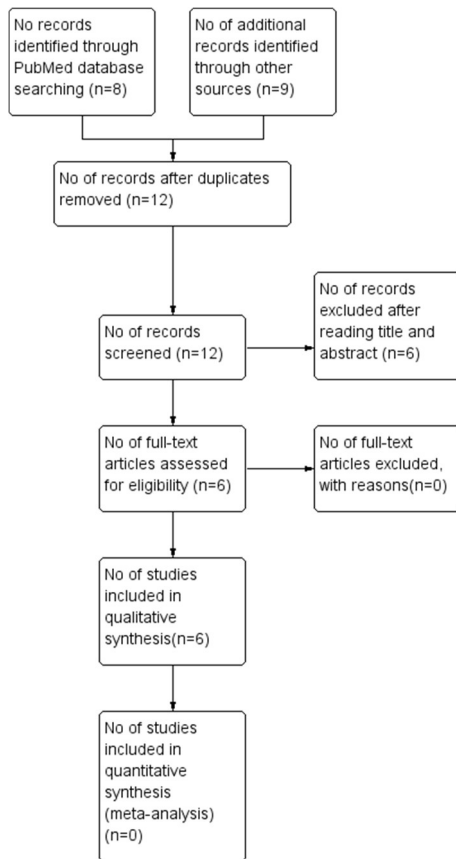 No records
identified through
PubMed database
searching (n=8)
No of additional
records identified
through other
sources (n=9)
No of records after duplicates
removed (n=12)
No of records
screened (n=12)
No of records
excluded after
reading title and
abstract (n=6)
No of full-text
articles assessed
for eligibility (n=6)
No of full-text
articles excluded,
with reasons(n=0)
No of studies
included in
qualitative
synthesis(n=6)
No of studies
included in
quantitative
synthesis
(meta-analysis)
(n=0)